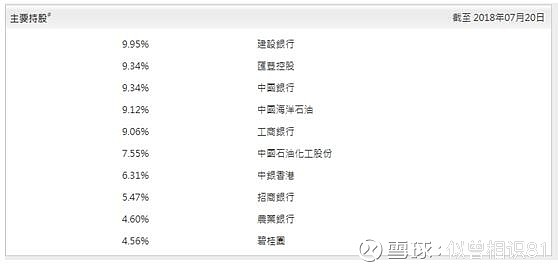 主要持股# 截至 2018年07月20日
9.95% 建設銀行
9.34% 匯豐控股
9.34% 中國銀行
9.12% 中國海洋石油
9.06% 工商銀行
7.55% 中國石油化工股份
6.31% 中銀香港
5.47% 招商銀行
4.60% 農業銀行
4.56% 碧桂園
雪球:似曾相识81